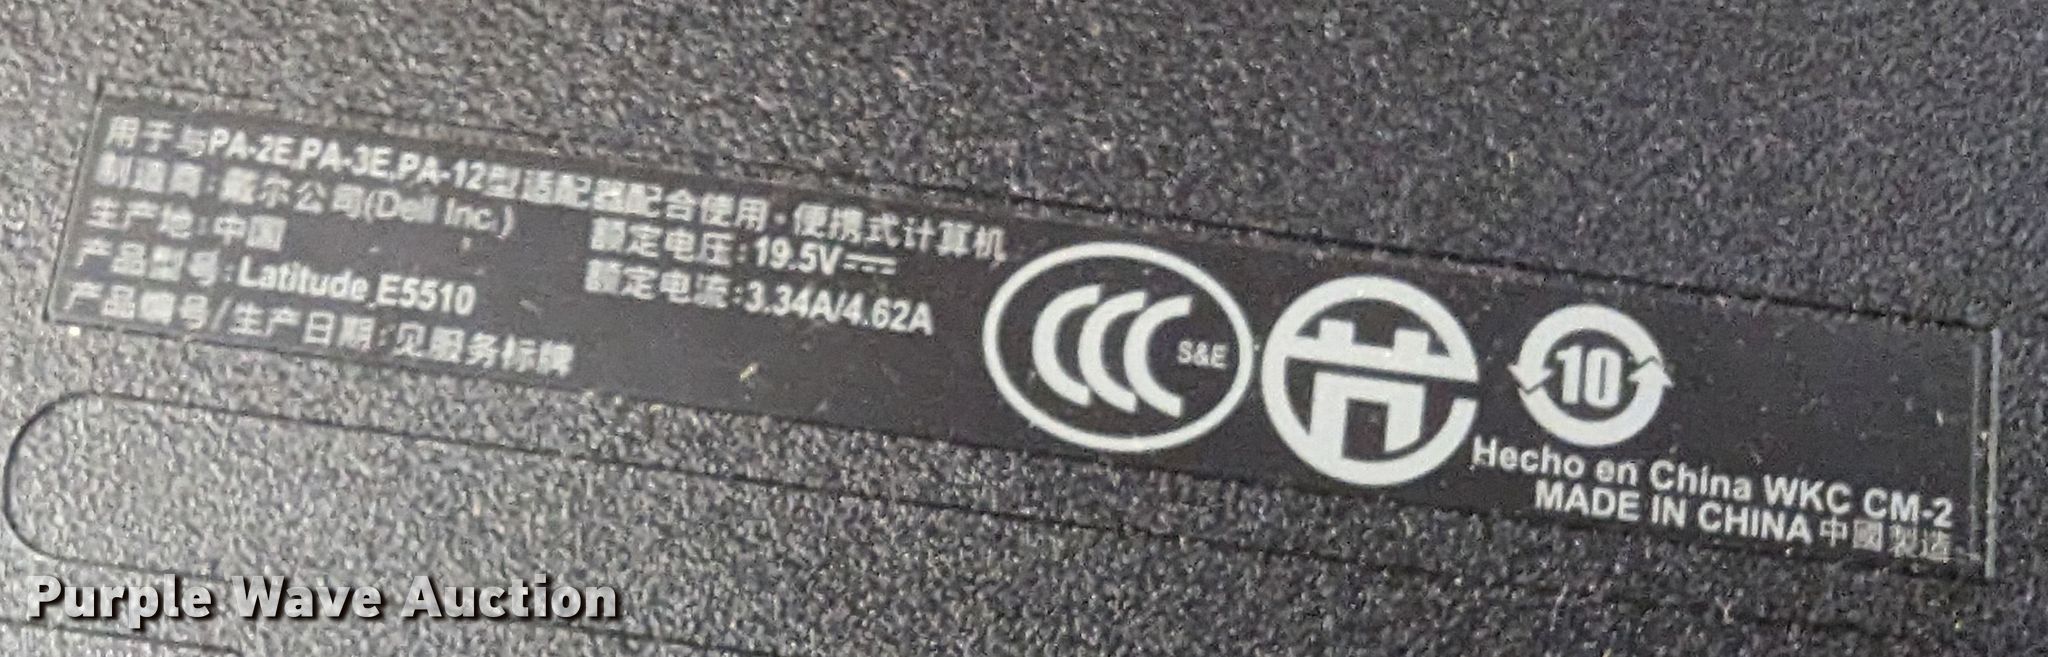 用于与PA-2E,PA-3E,PA-12型适配器配合使用·便携式计算机
制造商:戴尔公司(Dell Inc.)
生产地:中国
产品型号:Latitude E5510
产品编号/生产日期:见服务标牌
额定电压:19.5V⎓
额定电流:3.34A/4.62A
CCC
S&E
10
Hecho en China WKC CM-2
MADE IN CHINA 中國製造
Purple Wave Auction